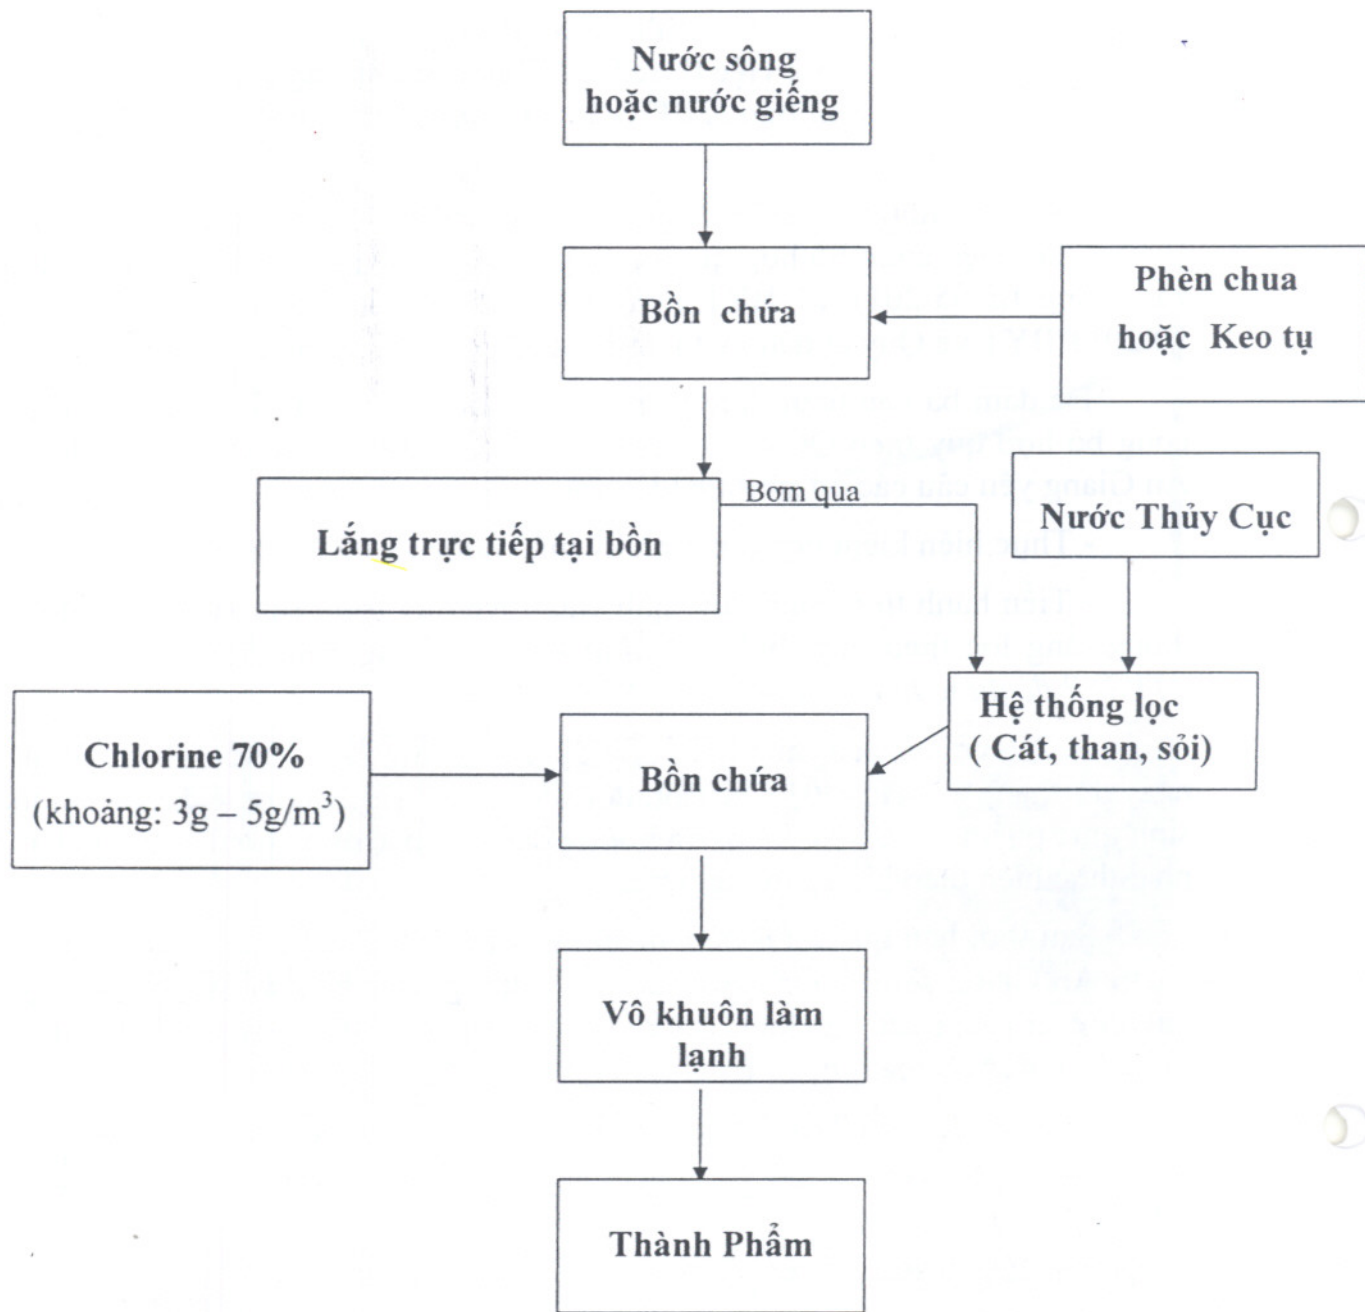 Nước sông
hoặc nước giếng
Bồn chứa
Phèn chua
hoặc Keo tụ
Bơm qua
Lắng trực tiếp tại bồn
Nước Thủy Cục
Hệ thống lọc
( Cát, than, sỏi)
Chlorine 70%
(khoảng: 3g – 5g/m³)
Bồn chứa
Vô khuôn làm
lạnh
Thành Phẩm